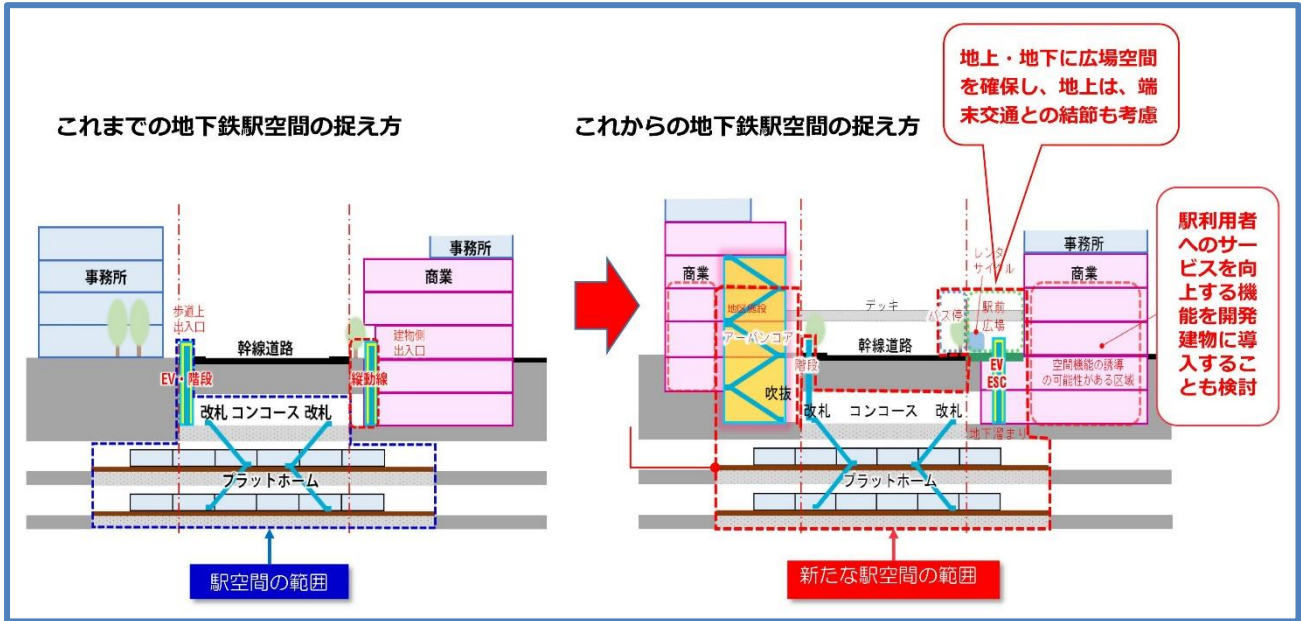 これまでの地下鉄駅空間の捉え方
事務所
歩道上
出入口
EV・階段
幹線道路
事務所
商業
建物側
出入口
縦動線
改札 コンコース 改札
プラットホーム
駅空間の範囲
これからの地下鉄駅空間の捉え方
地上・地下に広場空間
を確保し、地上は、端
末交通との結節も考慮
駅利用者
へのサー
ビスを向
上する機
能を開発
建物に導
入するこ
とも検討
商業
地区施設
アーバンコア
吹抜
階段
デッキ
幹線道路
バス停
レンタ
サイクル
駅前
広場
EV
ESC
事務所
商業
空間機能の誘導
の可能性がある区域
改札 コンコース 改札
地下溜まり
プラットホーム
新たな駅空間の範囲